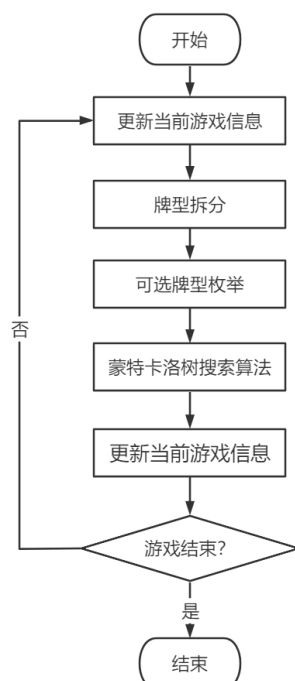 开始
更新当前游戏信息
牌型拆分
可选牌型枚举
否
蒙特卡洛树搜索算法
更新当前游戏信息
游戏结束？
是
结束